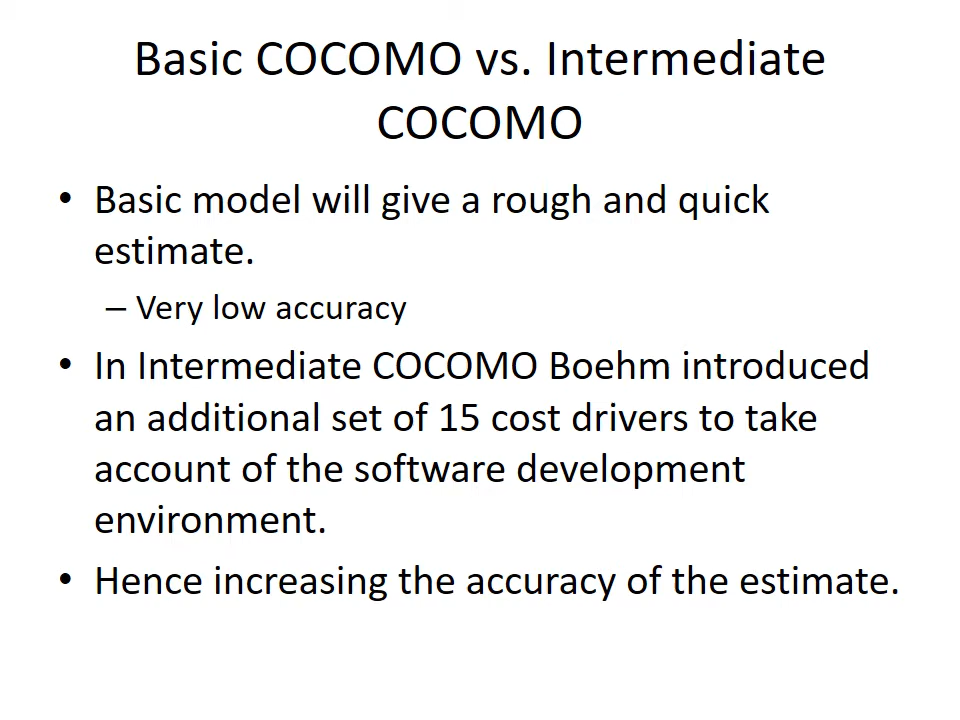 Basic COCOMO vs. Intermediate
COCOMO
• Basic model will give a rough and quick
estimate.
– Very low accuracy
• In Intermediate COCOMO Boehm introduced
an additional set of 15 cost drivers to take
account of the software development
environment.
• Hence increasing the accuracy of the estimate.